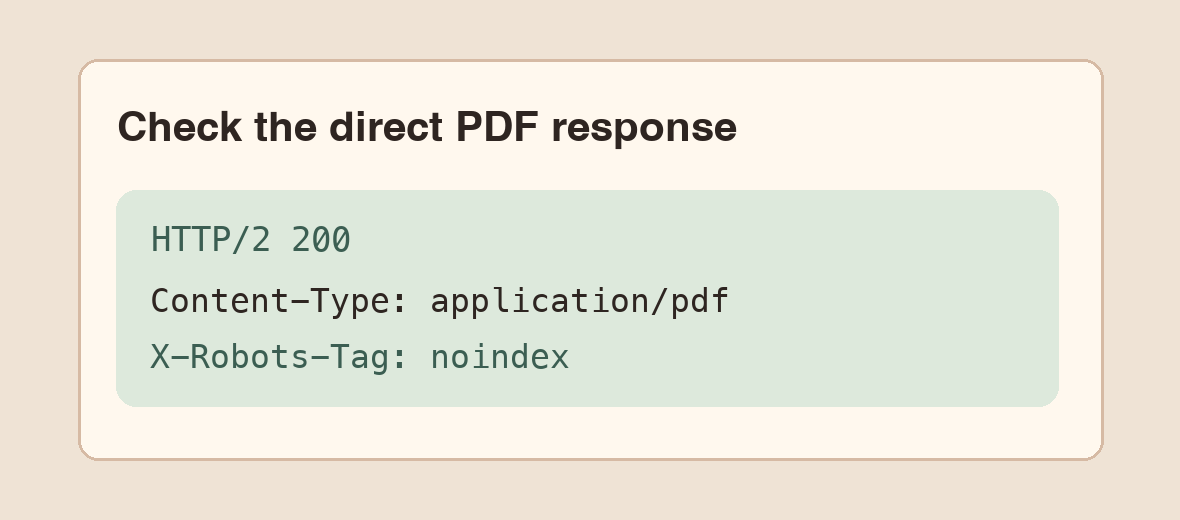 Check the direct PDF response
HTTP/2 200
Content-Type: application/pdf
X-Robots-Tag: noindex